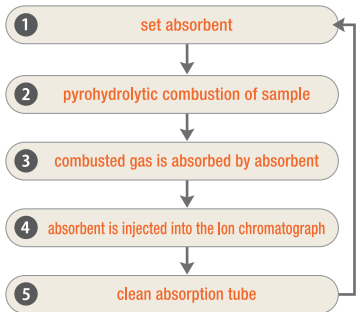 1 set absorbent
2 pyrohydrolytic combustion of sample
3 combusted gas is absorbed by absorbent
4 absorbent is injected into the Ion chromatograph
5 clean absorption tube